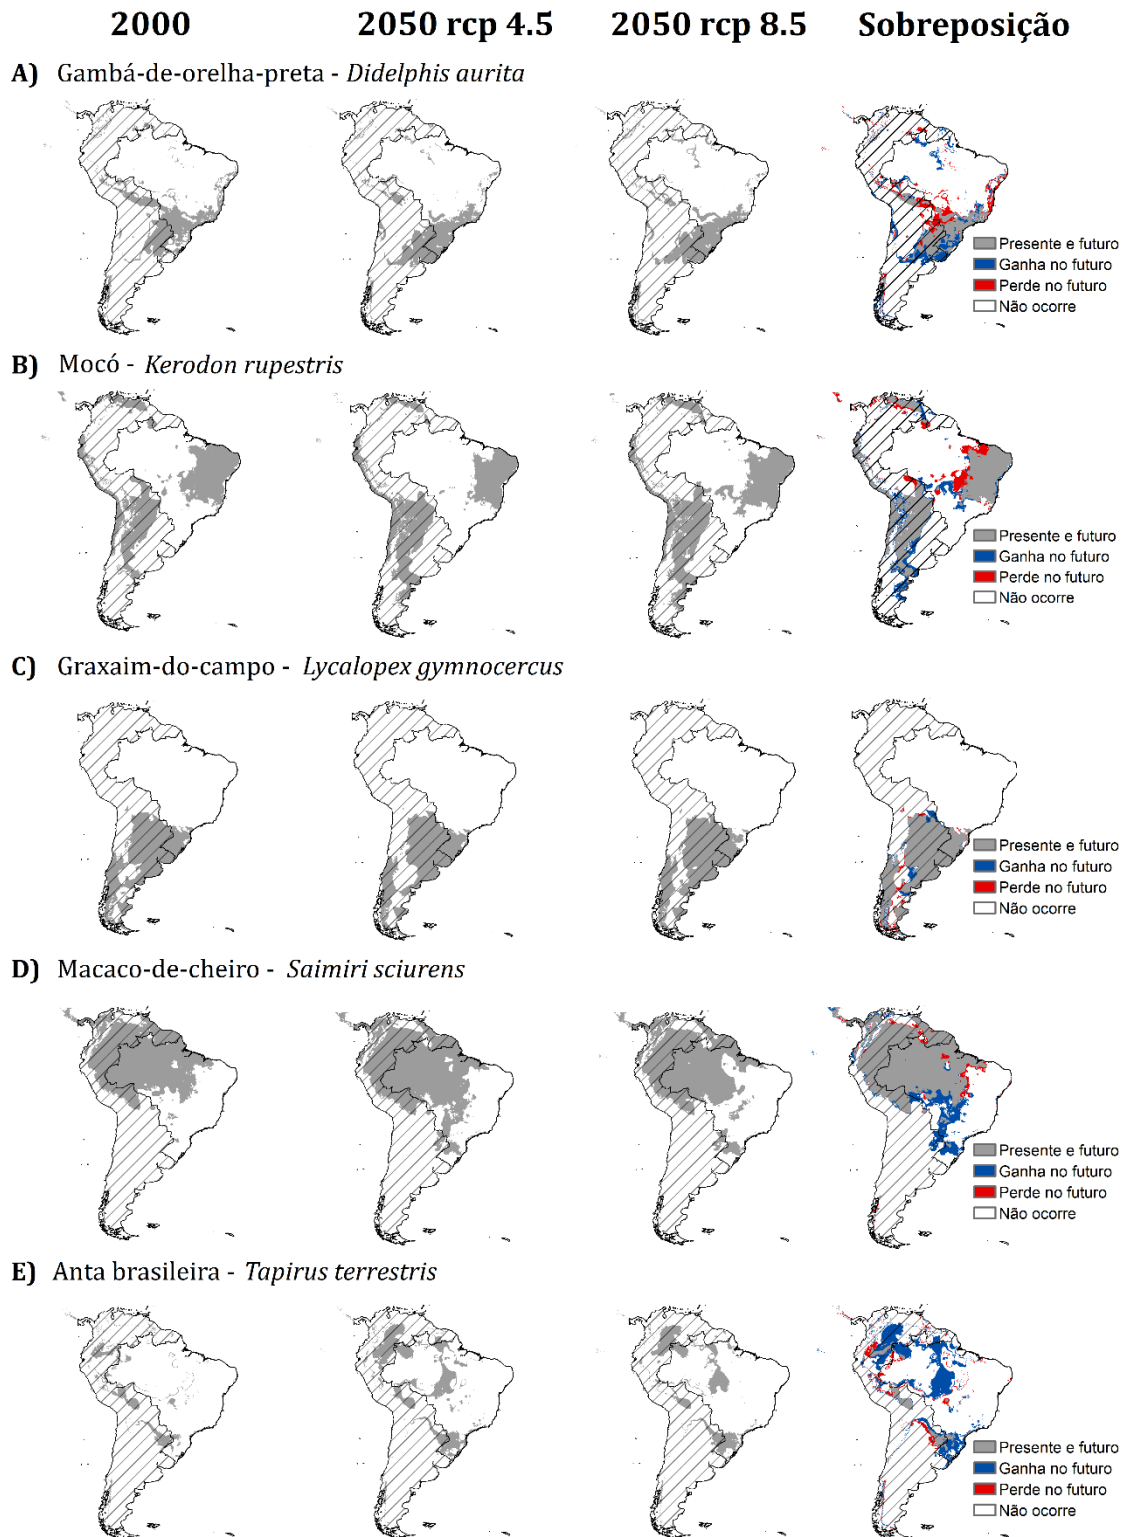 2000 2050 rcp 4.5 2050 rcp 8.5 Sobreposição
A) Gambá-de-orelha-preta - Didelphis aurita
Presente e futuro
Ganha no futuro
Perde no futuro
Não ocorre
B) Mocó - Kerodon rupestris
Presente e futuro
Ganha no futuro
Perde no futuro
Não ocorre
C) Graxaim-do-campo - Lycalopex gymnocercus
Presente e futuro
Ganha no futuro
Perde no futuro
Não ocorre
D) Macaco-de-cheiro - Saimiri sciurens
Presente e futuro
Ganha no futuro
Perde no futuro
Não ocorre
E) Anta brasileira - Tapirus terrestris
Presente e futuro
Ganha no futuro
Perde no futuro
Não ocorre